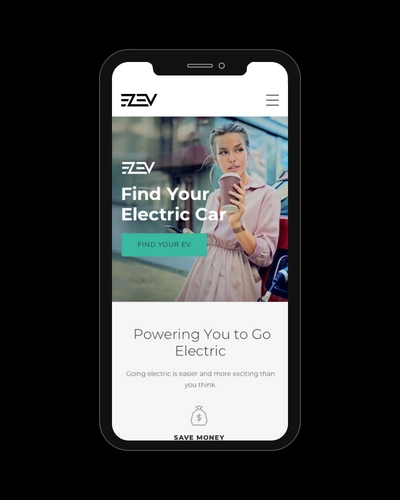 EZEV
EZEV
Find Your
Electric Car
FIND YOUR EV
Powering You to Go
Electric
Going electric is easier and more exciting than
you think.
$
SAVE MONEY